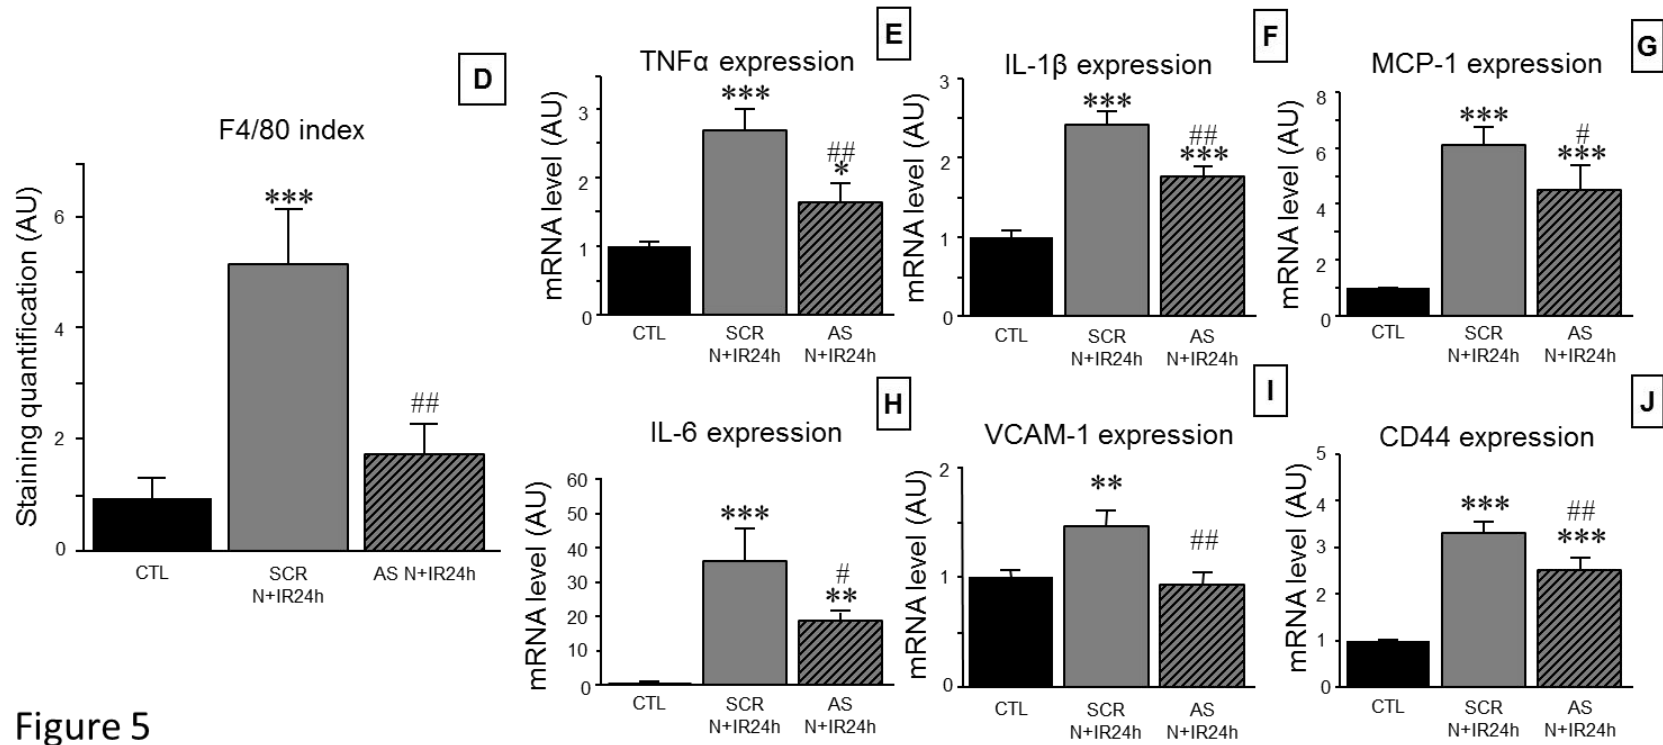 D
F4/80 index
Staining quantification (AU)
6
4
2
0
***
##
CTL
SCR
N+IR24h
AS N+IR24h
E
TNFα expression
mRNA level (AU)
3
2
1
0
***
##
*
CTL
SCR
N+IR24h
AS
N+IR24h
F
IL-1β expression
mRNA level (AU)
3
2
1
0
***
##
***
CTL
SCR
N+IR24h
AS
N+IR24h
G
MCP-1 expression
mRNA level (AU)
8
6
4
2
0
***
#
***
CTL
SCR
N+IR24h
AS
N+IR24h
H
IL-6 expression
mRNA level (AU)
60
50
40
30
20
10
0
***
#
**
CTL
SCR
N+IR24h
AS
N+IR24h
I
VCAM-1 expression
mRNA level (AU)
2
1
0
**
##
CTL
SCR
N+IR24h
AS
N+IR24h
J
CD44 expression
mRNA level (AU)
5
4
3
2
1
0
***
##
***
CTL
SCR
N+IR24h
AS
N+IR24h
Figure 5